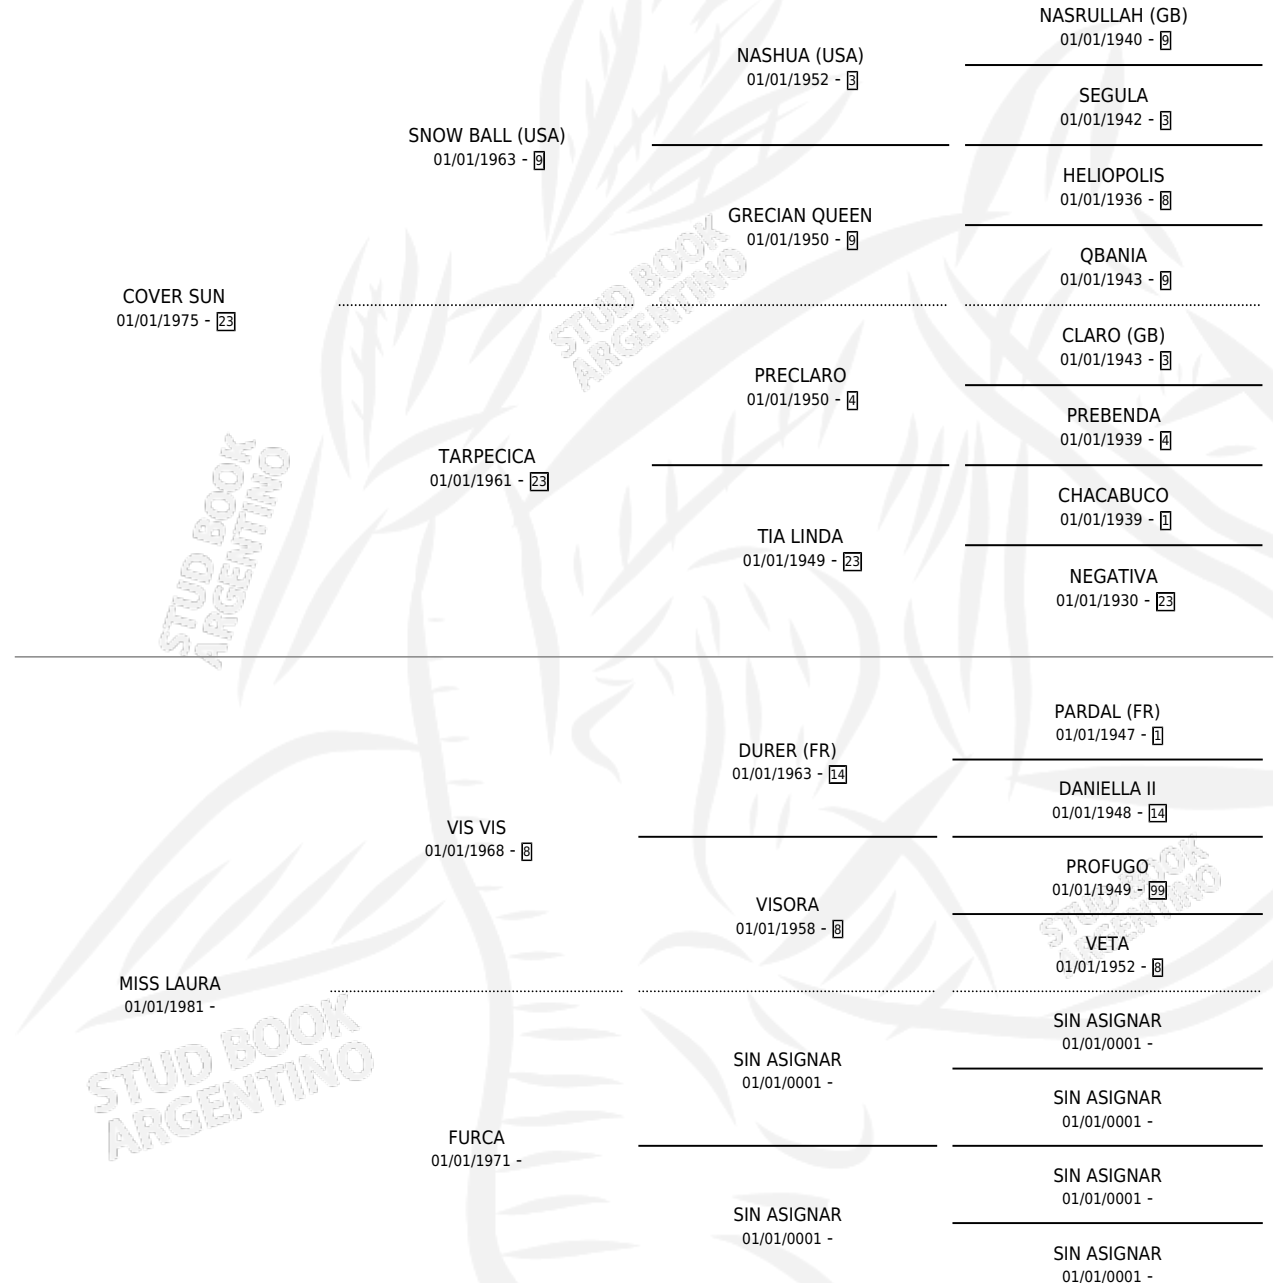 NASRULLAH (GB)
01/01/1940 - 9
NASHUA (USA)
01/01/1952 - 3
SEGULA
01/01/1942 - 3
SNOW BALL (USA)
01/01/1963 - 9
HELIOPOLIS
01/01/1936 - 8
GRECIAN QUEEN
01/01/1950 - 9
QBANIA
01/01/1943 - 9
COVER SUN
01/01/1975 - 23
STUD BOOK
ARGENTINO
CLARO (GB)
01/01/1943 - 3
PRECLARO
01/01/1950 - 4
PREBENDA
01/01/1939 - 4
TARPECICA
01/01/1961 - 23
CHACABUCO
01/01/1939 - 1
TIA LINDA
01/01/1949 - 23
NEGATIVA
01/01/1930 - 23
STUD BOOK
ARGENTINO
PARDAL (FR)
01/01/1947 - 1
DURER (FR)
01/01/1963 - 14
DANIELLA II
01/01/1948 - 14
VIS VIS
01/01/1968 - 8
PROFUGO
01/01/1949 - 99
VISORA
01/01/1958 - 8
VETA
01/01/1952 - 8
STUD BOOK
ARGENTINO
MISS LAURA
01/01/1981 -
SIN ASIGNAR
01/01/0001 -
SIN ASIGNAR
01/01/0001 -
SIN ASIGNAR
01/01/0001 -
STUD BOOK
ARGENTINO
FURCA
01/01/1971 -
SIN ASIGNAR
01/01/0001 -
SIN ASIGNAR
01/01/0001 -
SIN ASIGNAR
01/01/0001 -